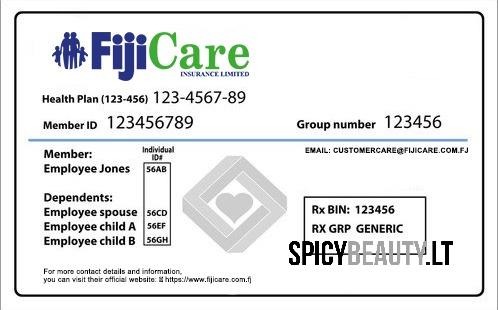 FijiCare
INSURANCE LIMITED
Health Plan (123-456) 123-4567-89
Member ID 123456789
Group number 123456
EMAIL: CUSTOMERCARE@FIJICARE.COM.FJ
Individual
ID#
Member:
Employee Jones 56AB
Dependents:
Employee spouse 56CD
Employee child A 56EF
Employee child B 56GH
Rx BIN: 123456
RX GRP GENERIC
SPICYBEAUTY.LT
For more contact details and information,
you can visit their official website: https://www.fijicare.com.fj